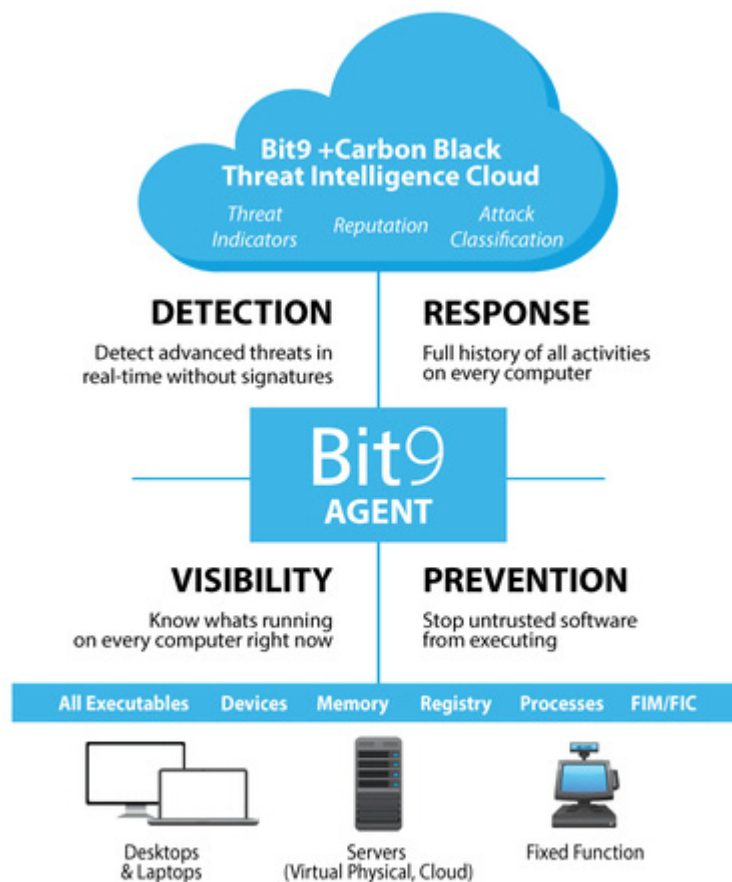 Bit9 +Carbon Black
Threat Intelligence Cloud
Threat
Indicators
Reputation
Attack
Classification
DETECTION
Detect advanced threats in
real-time without signatures
RESPONSE
Full history of all activities
on every computer
Bit9
AGENT
VISIBILITY
Know whats running
on every computer right now
PREVENTION
Stop untrusted software
from executing
All Executables Devices Memory Registry Processes FIM/FIC
Desktops
& Laptops
Servers
(Virtual Physical, Cloud)
Fixed Function